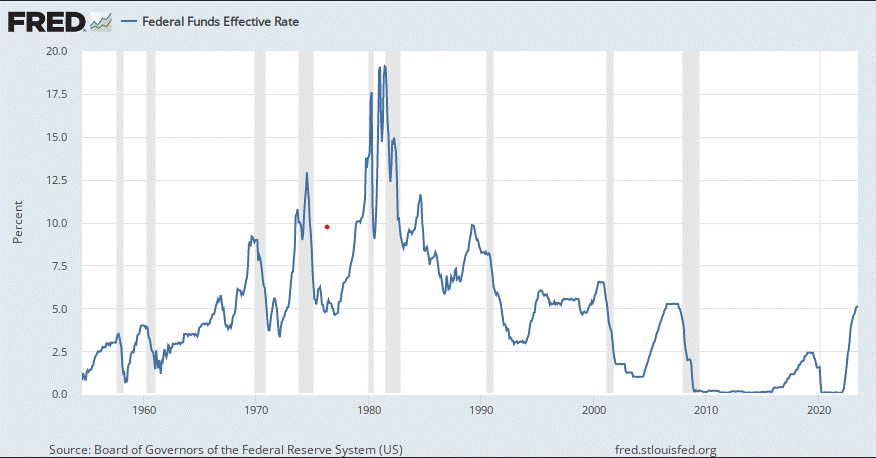 FRED
Federal Funds Effective Rate
20.0
17.5
15.0
12.5
10.0
7.5
5.0
2.5
0.0
Percent
1960 1970 1980 1990 2000 2010 2020
Source: Board of Governors of the Federal Reserve System (US) fred.stlouisfed.org